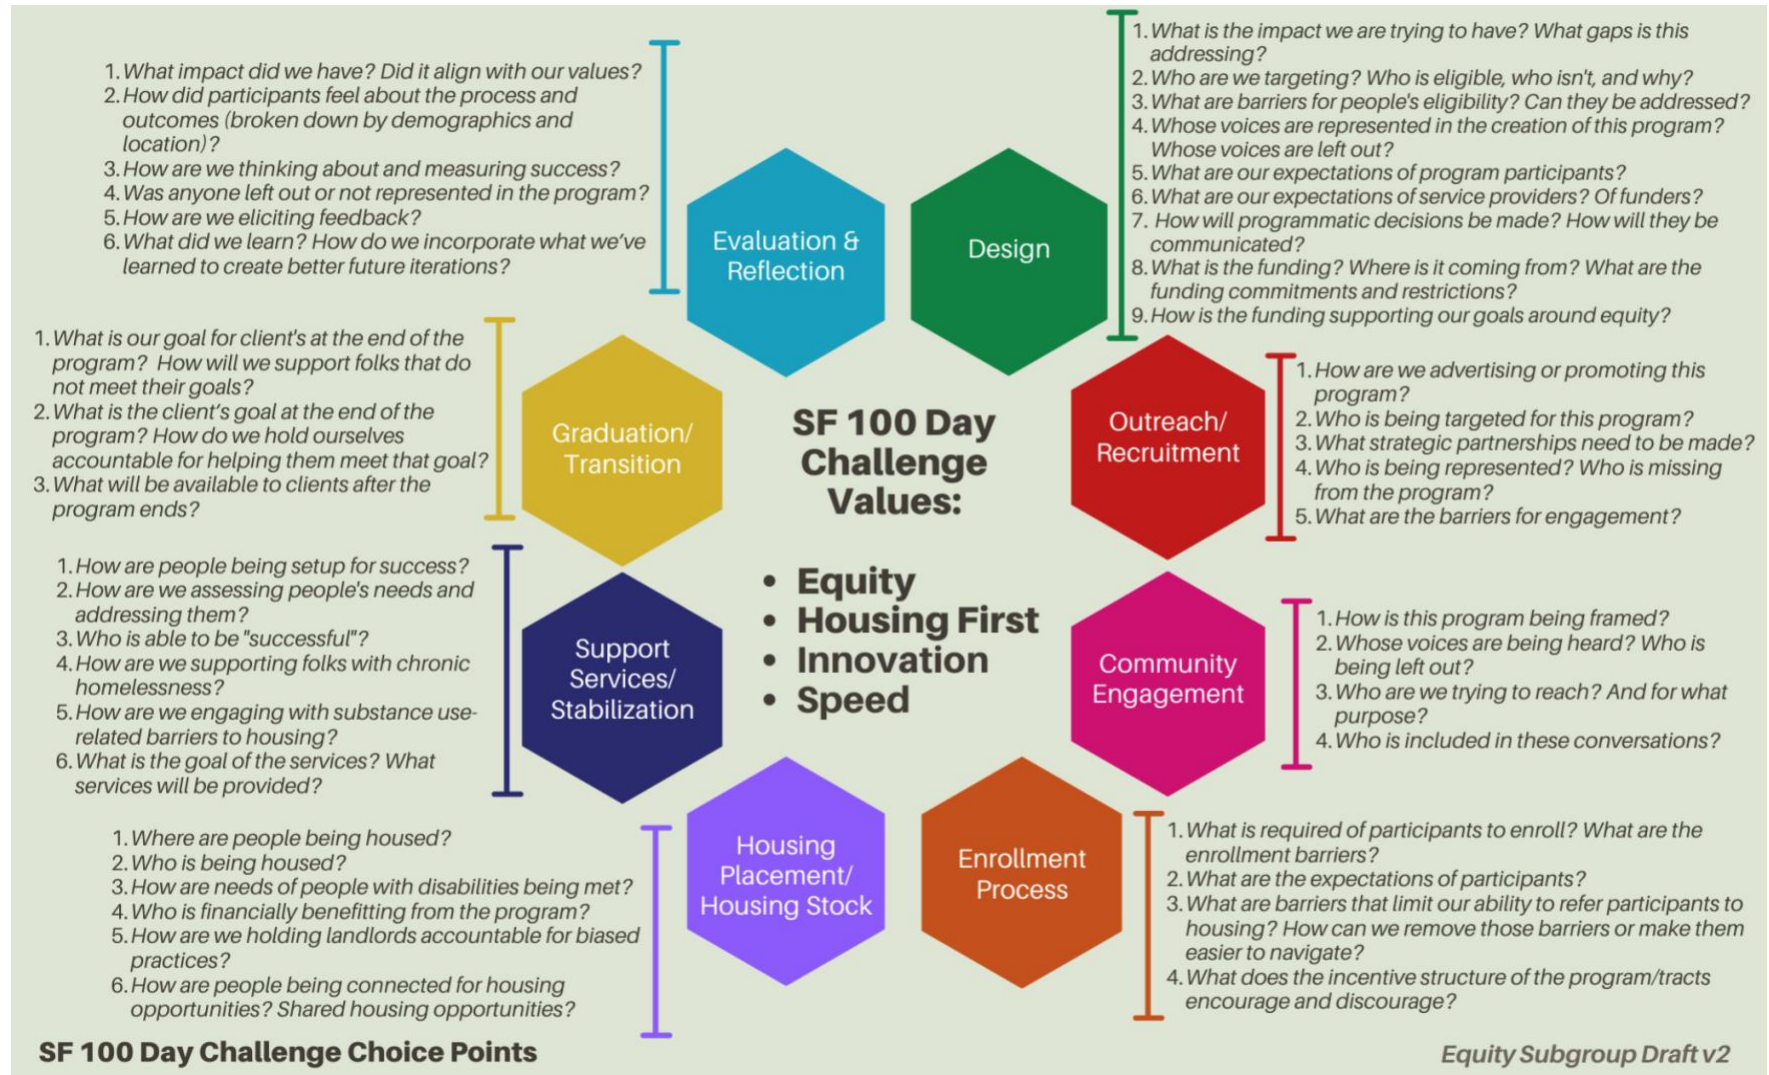 1. What is the impact we are trying to have? What gaps is this
addressing?
2. Who are we targeting? Who is eligible, who isn't, and why?
3. What are barriers for people's eligibility? Can they be addressed?
4. Whose voices are represented in the creation of this program?
Whose voices are left out?
5. What are our expectations of program participants?
6. What are our expectations of service providers? Of funders?
7. How will programmatic decisions be made? How will they be
communicated?
8. What is the funding? Where is it coming from? What are the
funding commitments and restrictions?
9. How is the funding supporting our goals around equity?
1. What impact did we have? Did it align with our values?
2. How did participants feel about the process and
outcomes (broken down by demographics and
location)?
3. How are we thinking about and measuring success?
4. Was anyone left out or not represented in the program?
5. How are we eliciting feedback?
6. What did we learn? How do we incorporate what we’ve
learned to create better future iterations?
Evaluation &
Reflection
Design
1. What is our goal for client's at the end of the
program? How will we support folks that do
not meet their goals?
2. What is the client’s goal at the end of the
program? How do we hold ourselves
accountable for helping them meet that goal?
3. What will be available to clients after the
program ends?
Graduation/
Transition
SF 100 Day
Challenge
Values:
• Equity
• Housing First
• Innovation
• Speed
Outreach/
Recruitment
1. How are we advertising or promoting this
program?
2. Who is being targeted for this program?
3. What strategic partnerships need to be made?
4. Who is being represented? Who is missing
from the program?
5. What are the barriers for engagement?
1. How are people being setup for success?
2. How are we assessing people's needs and
addressing them?
3. Who is able to be "successful"?
4. How are we supporting folks with chronic
homelessness?
5. How are we engaging with substance use-
related barriers to housing?
6. What is the goal of the services? What
services will be provided?
Support
Services/
Stabilization
Community
Engagement
1. How is this program being framed?
2. Whose voices are being heard? Who is
being left out?
3. Who are we trying to reach? And for what
purpose?
4. Who is included in these conversations?
1. Where are people being housed?
2. Who is being housed?
3. How are needs of people with disabilities being met?
4. Who is financially benefitting from the program?
5. How are we holding landlords accountable for biased
practices?
6. How are people being connected for housing
opportunities? Shared housing opportunities?
Housing
Placement/
Housing Stock
Enrollment
Process
1. What is required of participants to enroll? What are the
enrollment barriers?
2. What are the expectations of participants?
3. What are barriers that limit our ability to refer participants to
housing? How can we remove those barriers or make them
easier to navigate?
4. What does the incentive structure of the program/tracts
encourage and discourage?
SF 100 Day Challenge Choice Points
Equity Subgroup Draft v2